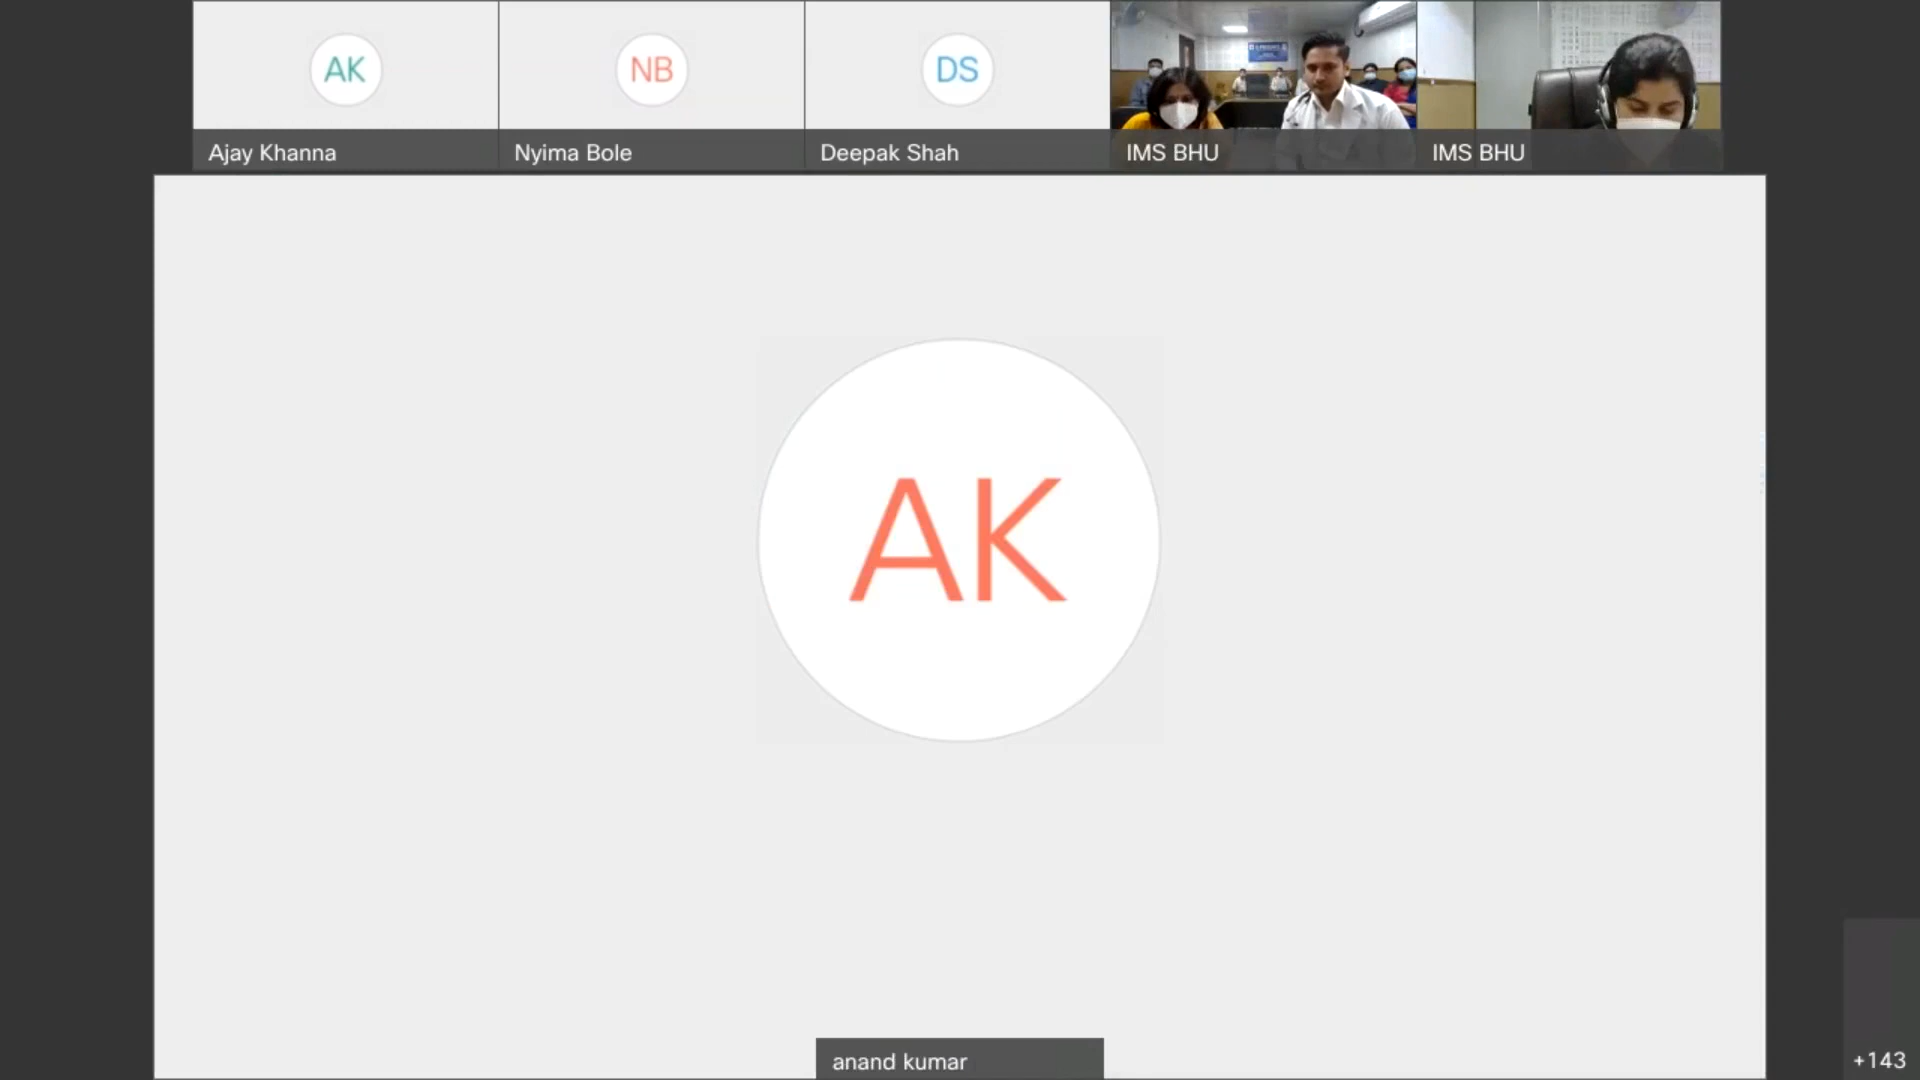 AK
NB
DS
Ajay Khanna
Nyima Bole
Deepak Shah
IMS BHU
IMS BHU
AK
anand kumar
+143